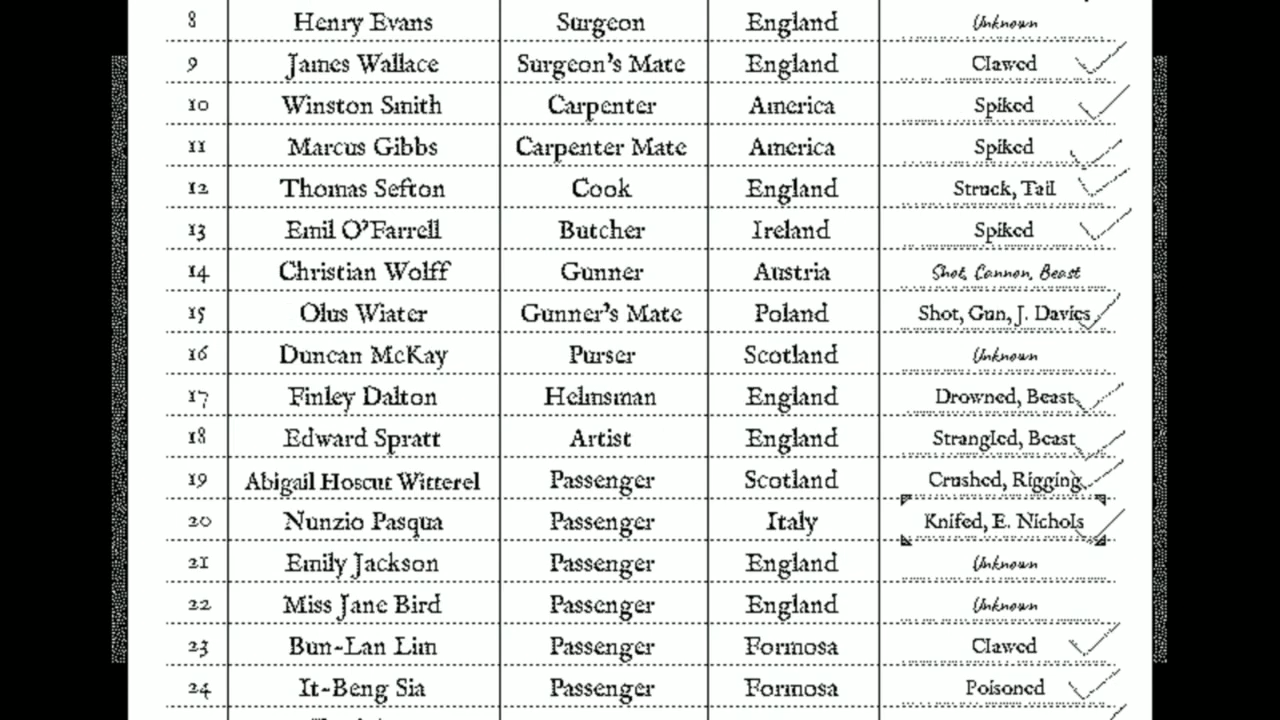 8 Henry Evans Surgeon England Unknown
9 James Wallace Surgeon's Mate England Clawed
10 Winston Smith Carpenter America Spiked
11 Marcus Gibbs Carpenter Mate America Spiked
12 Thomas Sefton Cook England Struck, Tail
13 Emil O'Farrell Butcher Ireland Spiked
14 Christian Wolff Gunner Austria Shot, Cannon, Beast
15 Olus Wiater Gunner's Mate Poland Shot, Gun, J. Davies
16 Duncan McKay Purser Scotland Unknown
17 Finley Dalton Helmsman England Drowned, Beast
18 Edward Spratt Artist England Strangled, Beast
19 Abigail Hoscut Witterel Passenger Scotland Crushed, Rigging
20 Nunzio Pasqua Passenger Italy Knifed, E. Nichols
21 Emily Jackson Passenger England Unknown
22 Miss Jane Bird Passenger England Unknown
23 Bun-Lan Lim Passenger Formosa Clawed
24 It-Beng Sia Passenger Formosa Poisoned